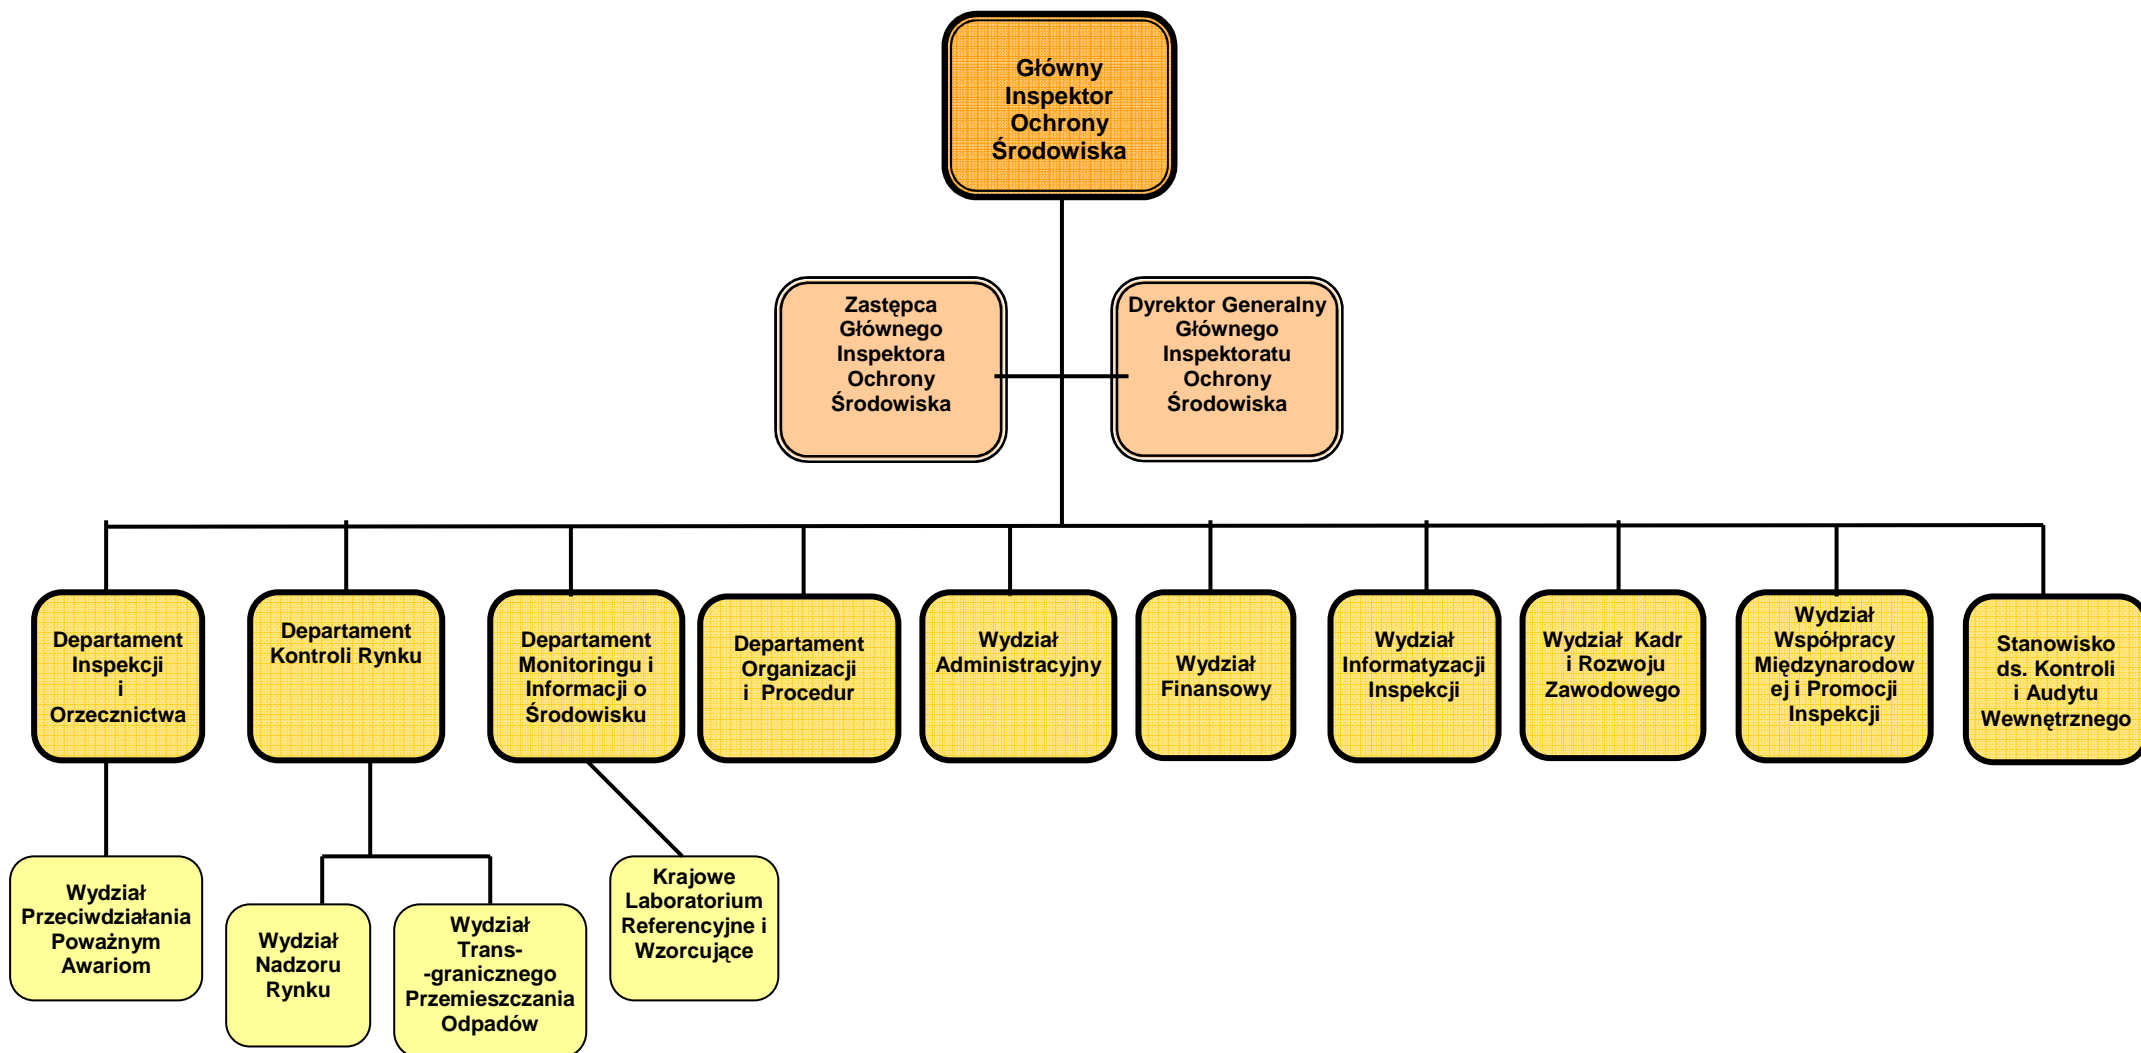 Główny
Inspektor
Ochrony
Środowiska
Zastępca
Głównego
Inspektora
Ochrony
Środowiska
Dyrektor Generalny
Głównego
Inspektoratu
Ochrony
Środowiska
Departament
Inspekcji
i
Orzecznictwa
Departament
Kontroli Rynku
Departament
Monitoringu i
Informacji o
Środowisku
Departament
Organizacji
i Procedur
Wydział
Administracyjny
Wydział
Finansowy
Wydział
Informatyzacji
Inspekcji
Wydział Kadr
i Rozwoju
Zawodowego
Wydział
Współpracy
Międzynarodow
ej i Promocji
Inspekcji
Stanowisko
ds. Kontroli
i Audytu
Wewnętrznego
Wydział
Przeciwdziałania
Poważnym
Awariom
Wydział
Nadzoru
Rynku
Wydział
Trans-
-granicznego
Przemieszczania
Odpadów
Krajowe
Laboratorium
Referencyjne i
Wzorcujące